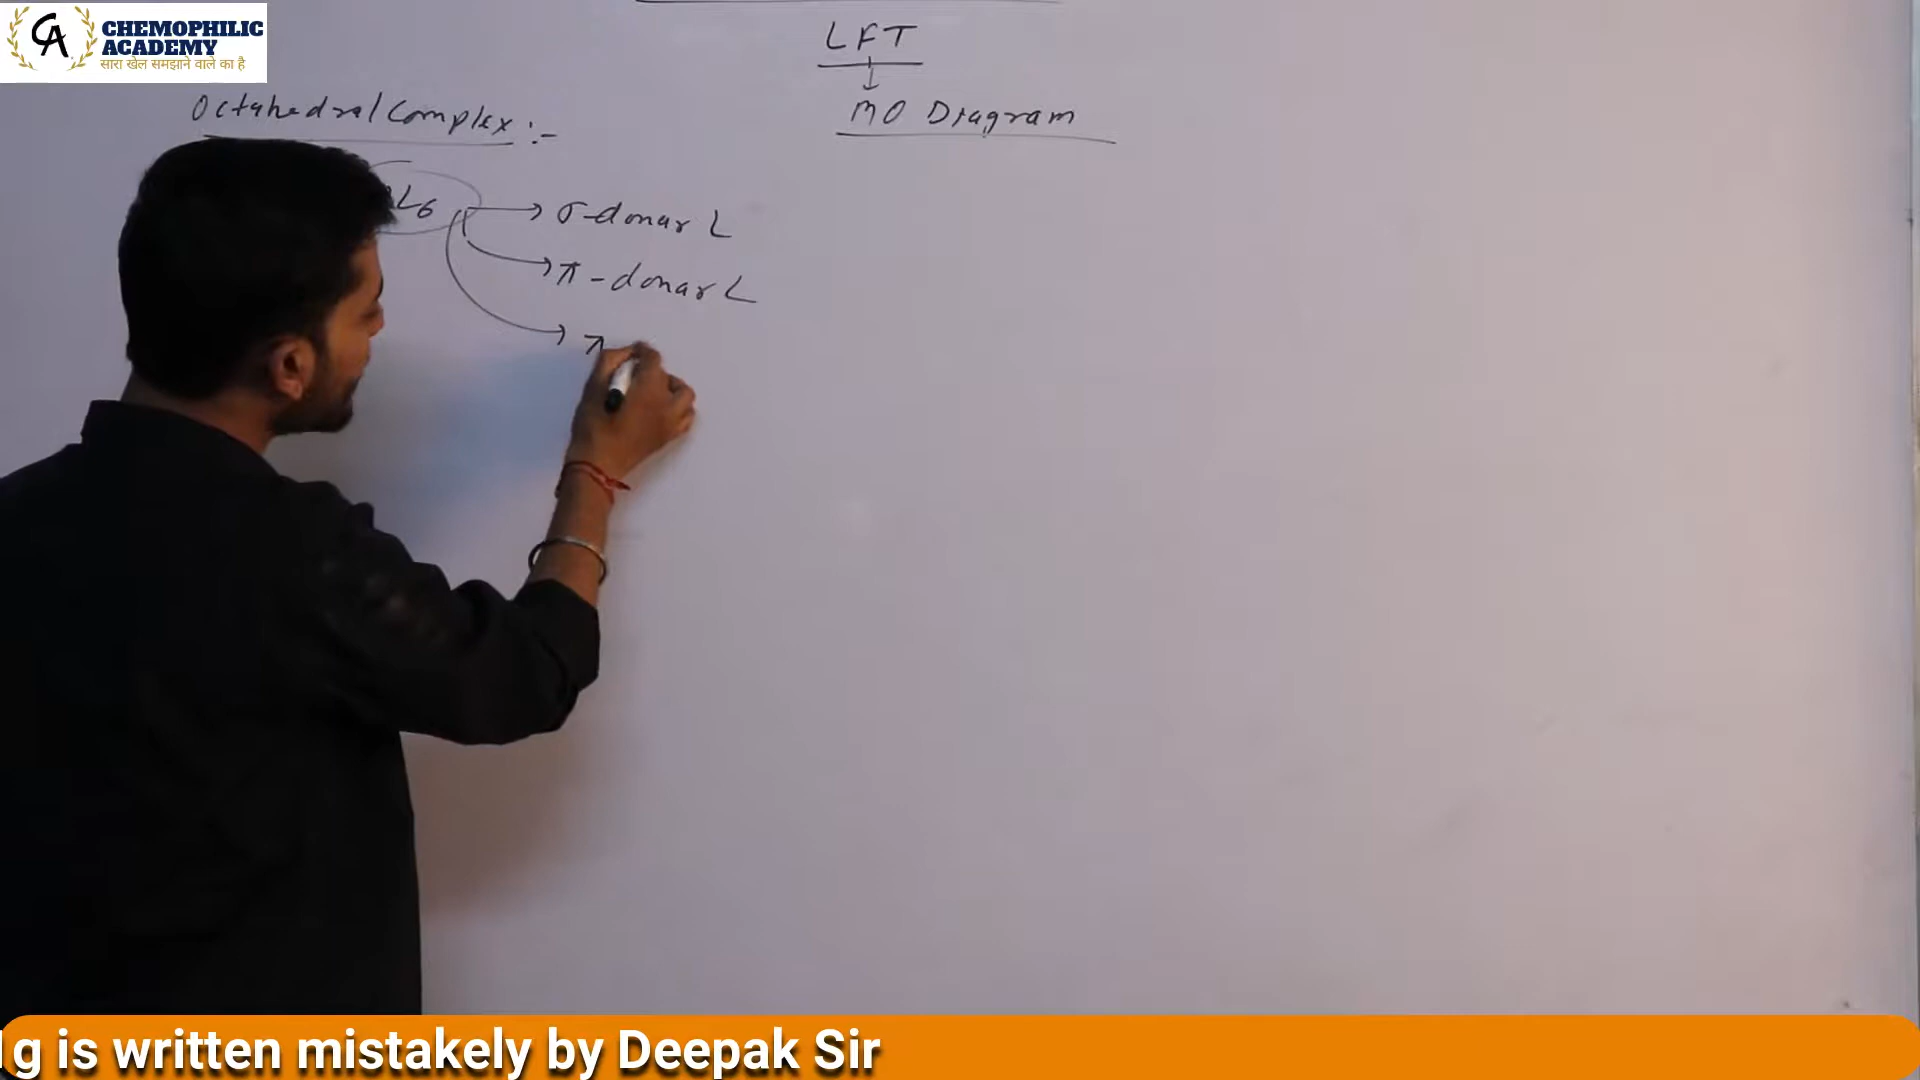 CHEMOPHILIC
ACADEMY
सारा खेल समझाने वाले का है
LFT
↓
MO Diagram
Octahedral Complex :-
L6
→ σ-donar L
→ π-donar L
→ π
g is written mistakely by Deepak Sir